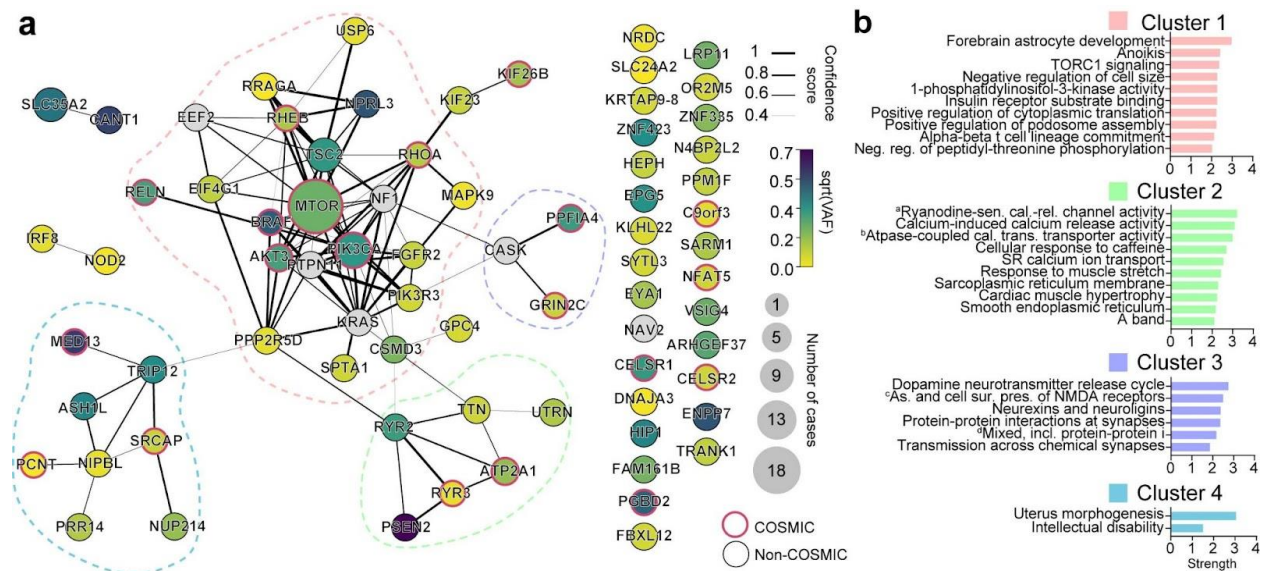 a
USP6
RRAGA
NPRL3
KIF26B
SLC35A2
CANT1
EEF2
RHEB
KIF23
TSC2
RHOA
RELN
EIF4G1
MTOR
NF1
MAPK9
BRAF
PPFIA4
IRF8
NOD2
AKT3
PIK3CA
PTPN11
FGFR2
CASK
PIK3R3
GRIN2C
KRAS
GPC4
MED13
PPP2R5D
CSMD3
TRIP12
SPTA1
ASH1L
TTN
UTRN
RYR2
SRCAP
PCNT
NIPBL
ATP2A1
RYR3
PRR14
NUP214
PSEN2
NRDC
SLC24A2
KRTAP9-8
ZNF423
HEPH
EPG5
KLHL22
SYTL3
EYA1
NAV2
CELSR1
DNAJA3
HIP1
FAM161B
PGBD2
FBXL12
LRP11
OR2M5
ZNF335
N4BP2L2
PPM1F
C9orf3
SARM1
NFAT5
VSIG4
ARHGEF37
CELSR2
ENPP7
TRANK1
1
0.8
0.6
0.4
Confidence
score
0.7
0.6
0.4
0.2
0.0
sqrt(VAF)
1
5
9
13
18
Number of cases
COSMIC
Non-COSMIC
b
Cluster 1
Forebrain astrocyte development
Anoikis
TORC1 signaling
Negative regulation of cell size
1-phosphatidylinositol-3-kinase activity
Insulin receptor substrate binding
Positive regulation of cytoplasmic translation
Positive regulation of podosome assembly
Alpha-beta t cell lineage commitment
Neg. reg. of peptidyl-threonine phosphorylation
0 1 2 3 4
Cluster 2
aRyanodine-sen. cal.-rel. channel activity
Calcium-induced calcium release activity
bAtpase-coupled cal. trans. transporter activity
Cellular response to caffeine
SR calcium ion transport
Response to muscle stretch
Sarcoplasmic reticulum membrane
Cardiac muscle hypertrophy
Smooth endoplasmic reticulum
A band
0 1 2 3 4
Cluster 3
Dopamine neurotransmitter release cycle
cAs. and cell sur. pres. of NMDA receptors
Neurexins and neuroligins
Protein-protein interactions at synapses
dMixed, incl. protein-protein i
Transmission across chemical synapses
0 1 2 3 4
Cluster 4
Uterus morphogenesis
Intellectual disability
0 1 2 3 4
Strength